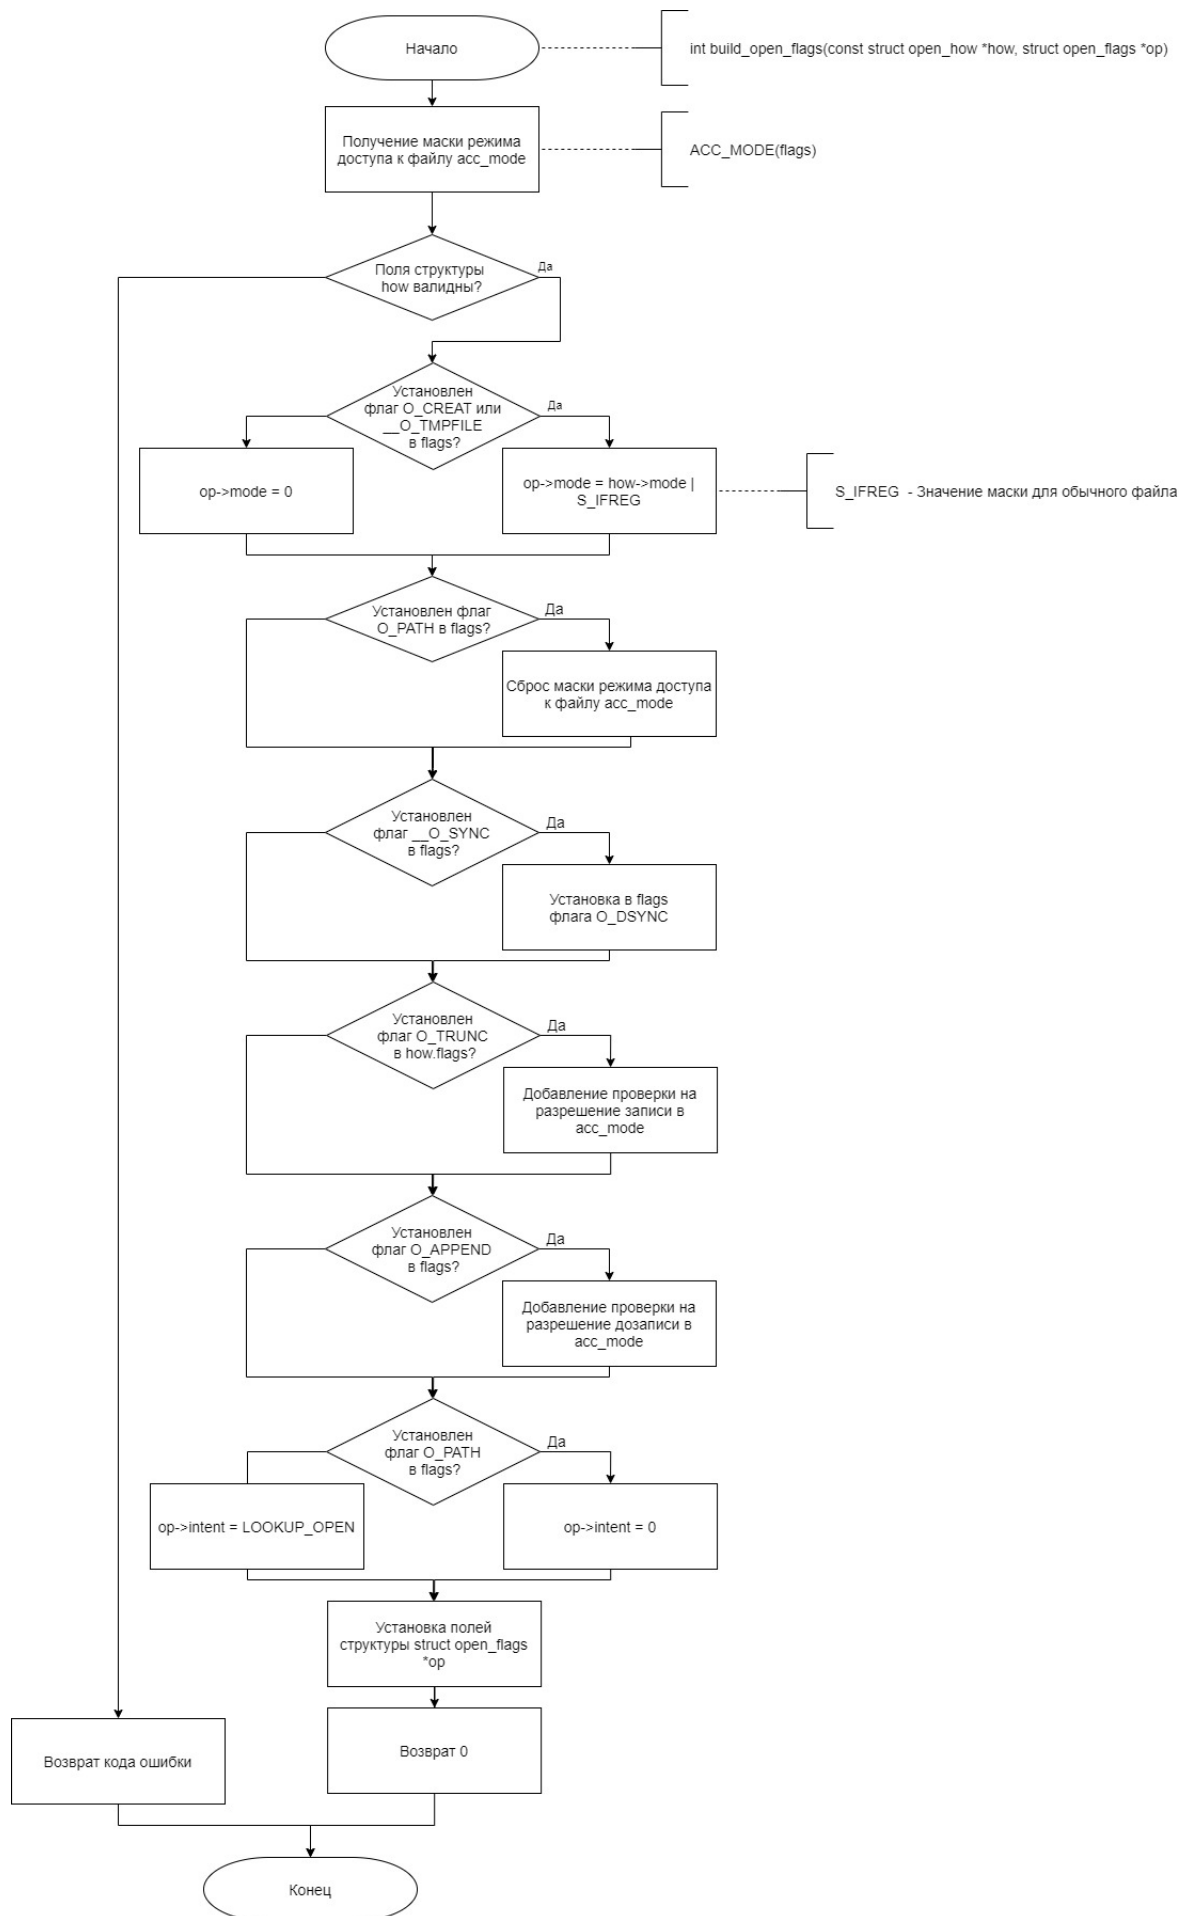 Начало
int build_open_flags(const struct open_how *how, struct open_flags *op)
Получение маски режима
доступа к файлу acc_mode
ACC_MODE(flags)
Поля структуры
how валидны?
Да
Установлен
флаг O_CREAT или
__O_TMPFILE
в flags?
Да
op->mode = 0
op->mode = how->mode |
S_IFREG
S_IFREG - Значение маски для обычного файла
Установлен флаг
O_PATH в flags?
Да
Сброс маски режима доступа
к файлу acc_mode
Установлен
флаг __O_SYNC
в flags?
Да
Установка в flags
флага O_DSYNC
Установлен
флаг O_TRUNC
в how.flags?
Да
Добавление проверки на
разрешение записи в
acc_mode
Установлен
флаг O_APPEND
в flags?
Да
Добавление проверки на
разрешение дозаписи в
acc_mode
Установлен
флаг O_PATH
в flags?
Да
op->intent = LOOKUP_OPEN
op->intent = 0
Установка полей
структуры struct open_flags
*op
Возврат кода ошибки
Возврат 0
Конец